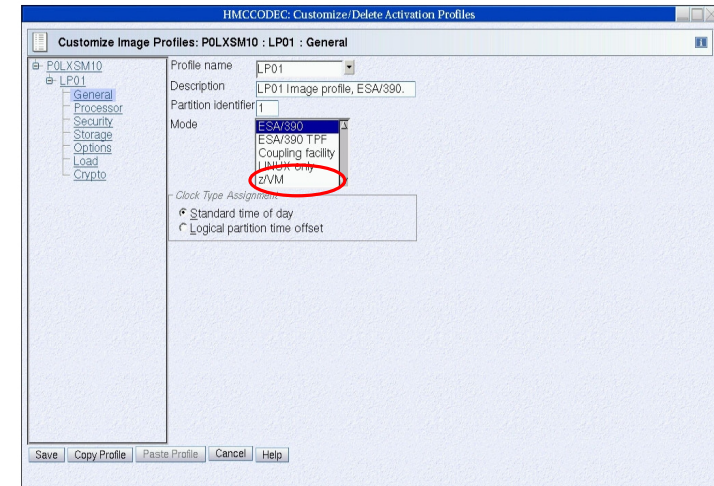 HMCCODEC: Customize/Delete Activation Profiles
Customize Image Profiles: P0LXSM10 : LP01 : General
P0LXSM10
LP01
General
Processor
Security
Storage
Options
Load
Crypto
Profile name LP01
Description LP01 Image profile, ESA/390.
Partition identifier 1
Mode ESA/390
ESA/390 TPF
Coupling facility
LINUX only
z/VM
Clock Type Assignment
Standard time of day
Logical partition time offset
Save Copy Profile Paste Profile Cancel Help